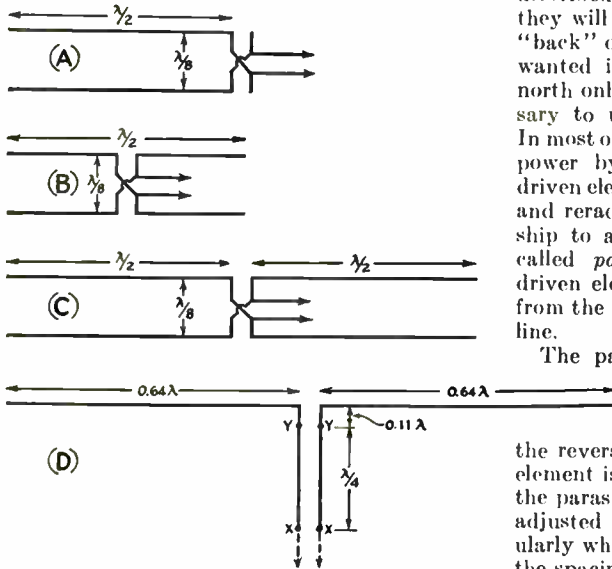 λ/2
(A)
λ/8
λ/2
(B)
λ/8
λ/2
λ/2
(C)
λ/8
0.64λ
0.64λ
Y
Y
0.11λ
(D)
λ/4
X
X
they will
"back" o
wanted i
north onl
sary to u
In most o
power by
driven ele
and rerac
ship to a
called pa
driven ele
from the
line.
The pa
the revers
element is
the paras
adjusted
ularly wh
the spacin